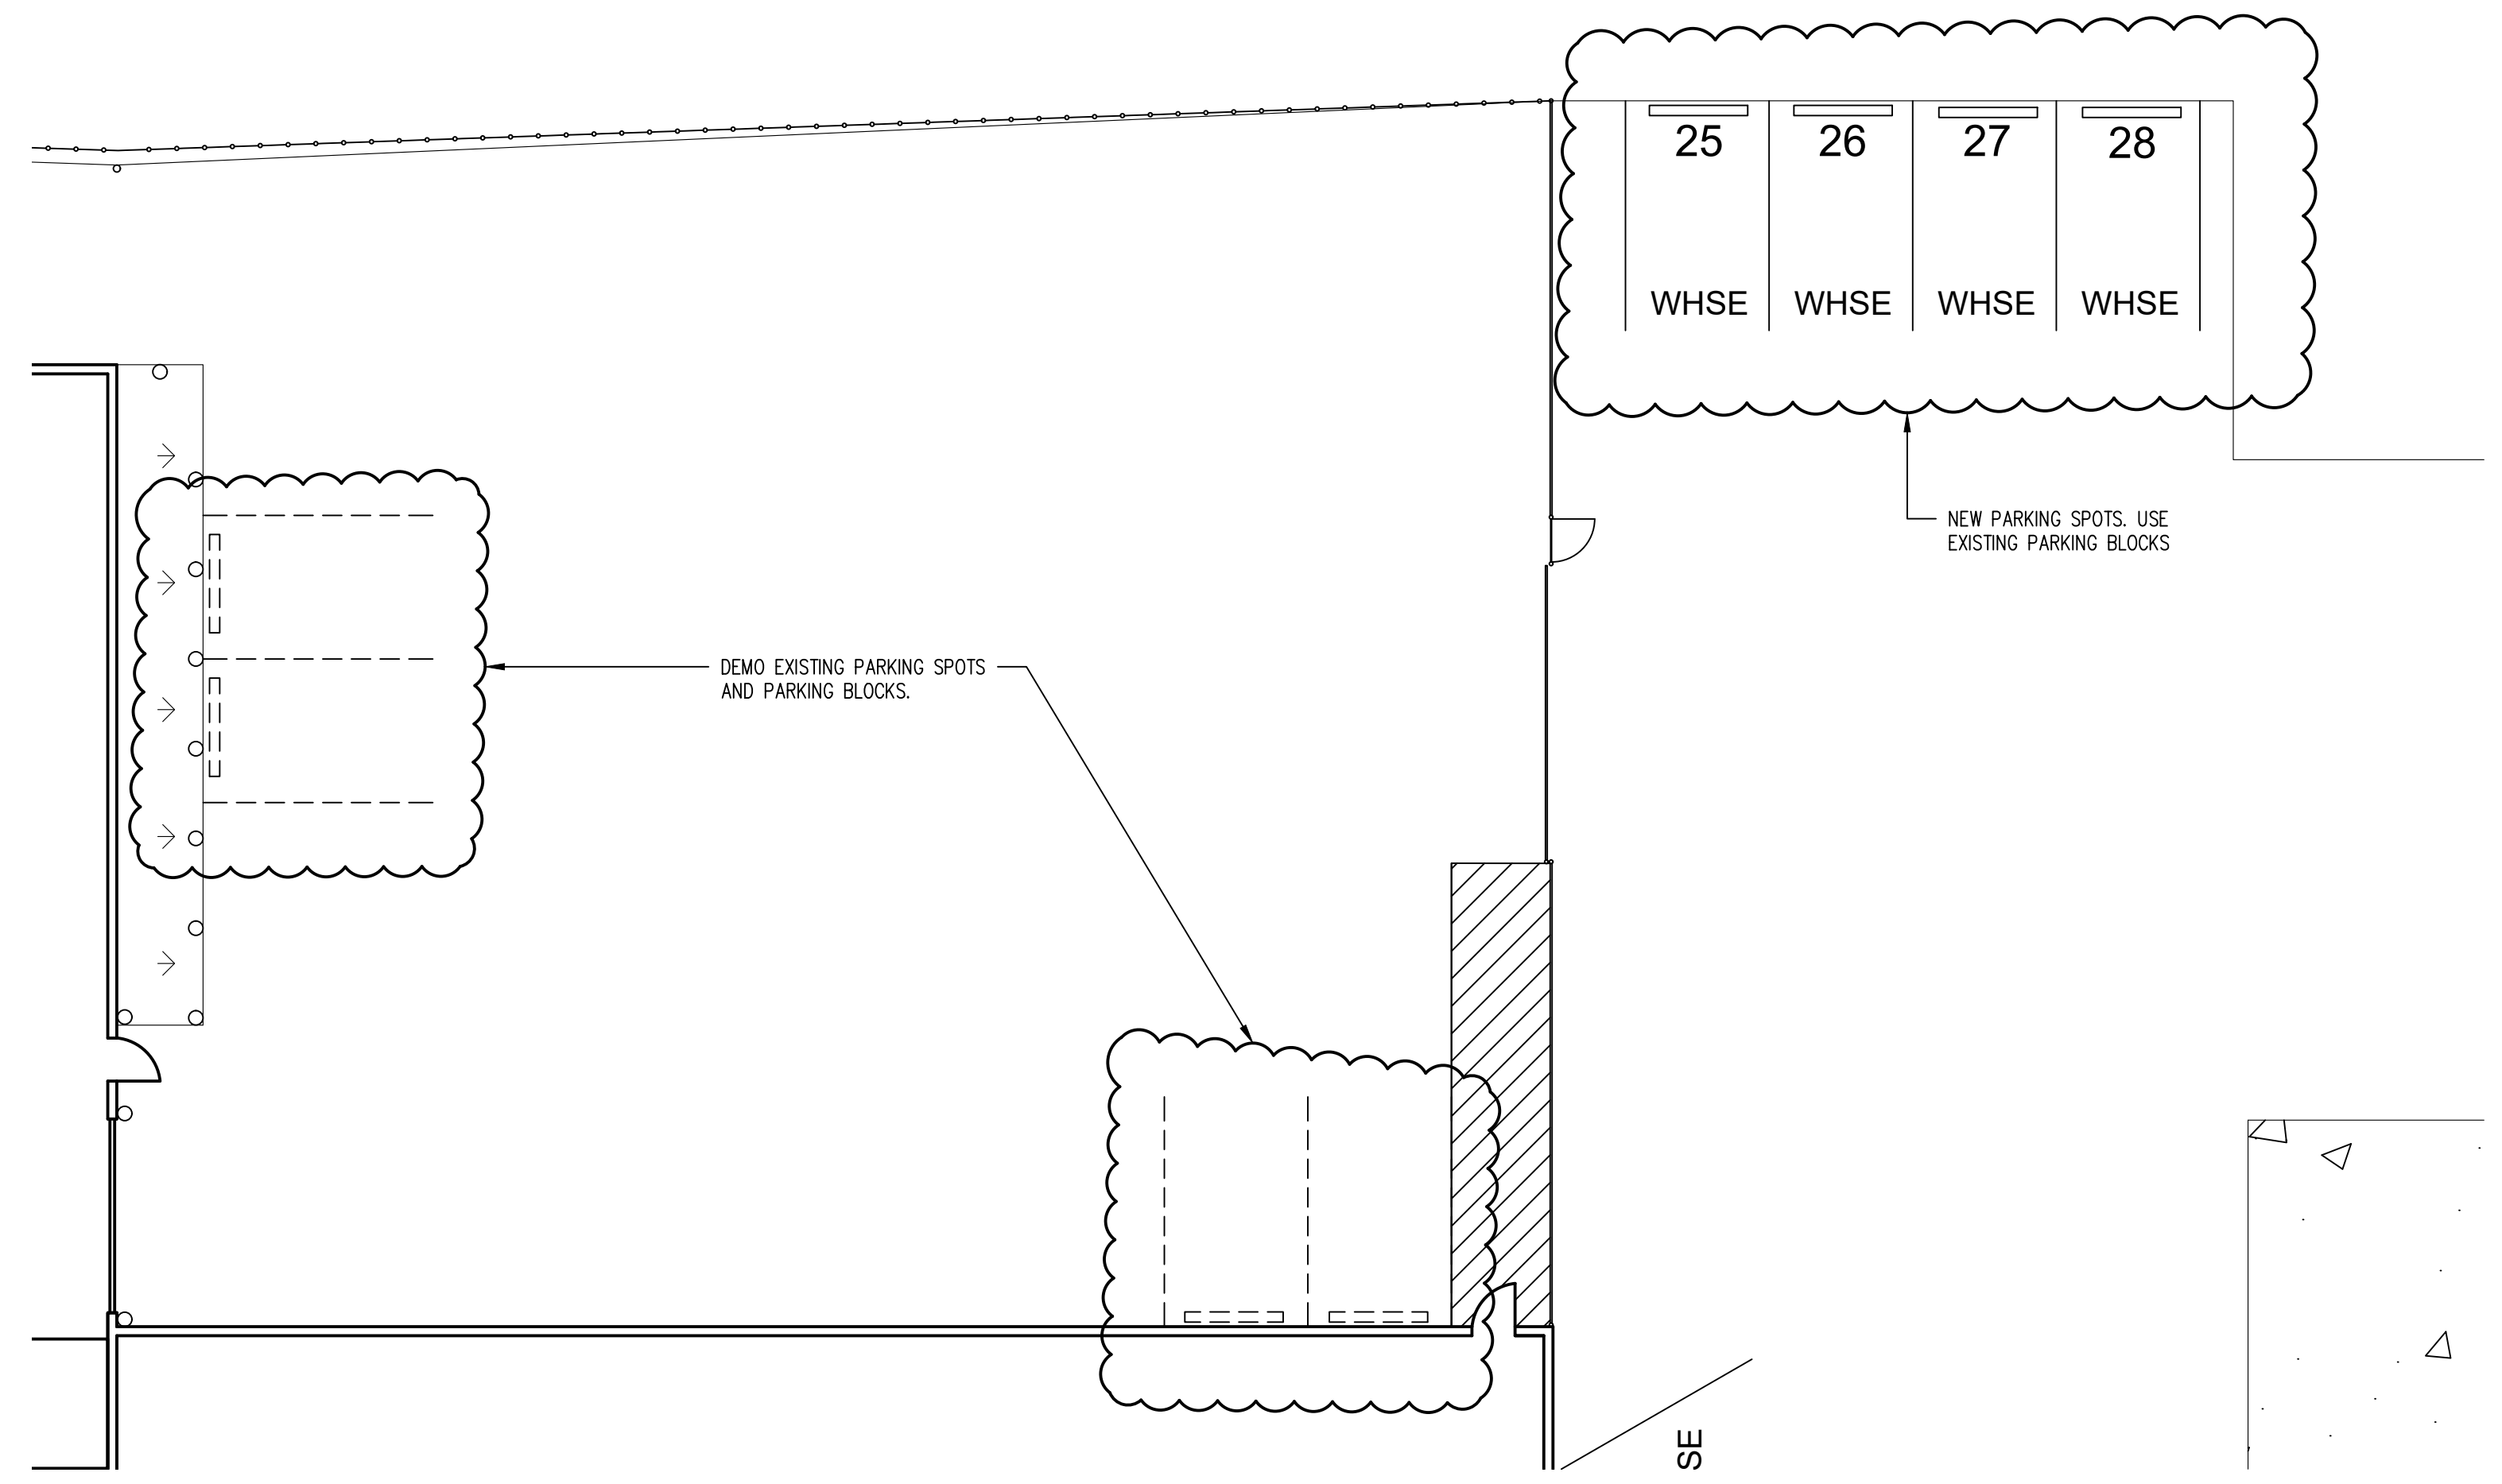 25 26 27 28
WHSE WHSE WHSE WHSE
NEW PARKING SPOTS. USE
EXISTING PARKING BLOCKS
DEMO EXISTING PARKING SPOTS
AND PARKING BLOCKS.
SE